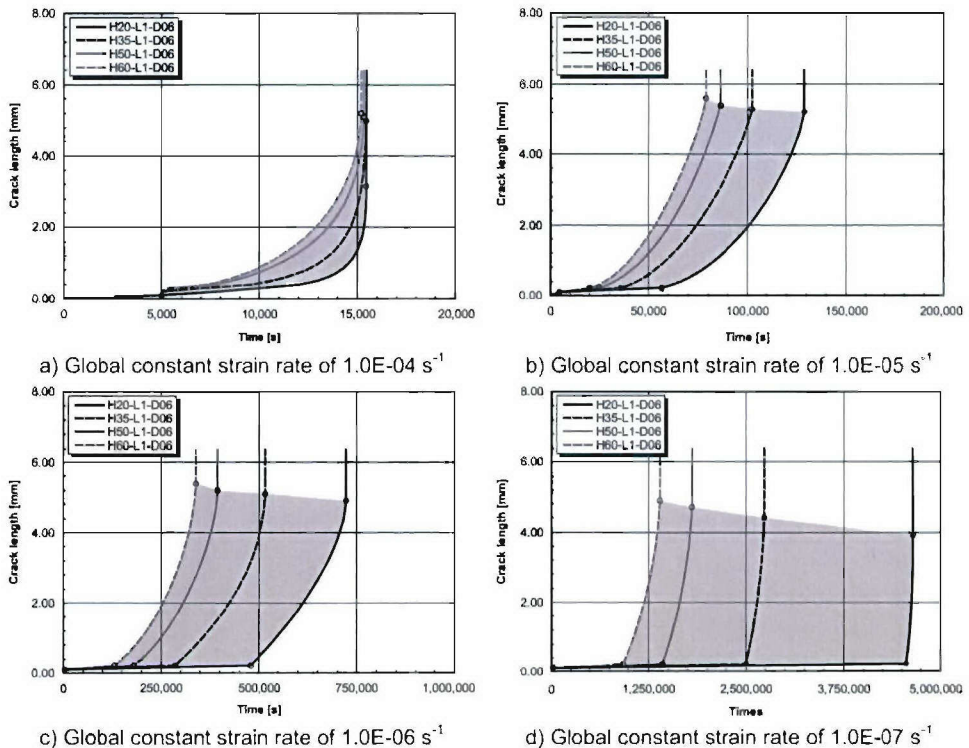 8.00
6.00
4.00
2.00
0.00
Crack length [mm]
H20-L1-D06
H35-L1-D06
H50-L1-D06
H60-L1-D06
0
5,000
10,000
15,000
20,000
Time [s]
a) Global constant strain rate of 1.0E-04 s⁻¹
8.00
6.00
4.00
2.00
0.00
Crack length [mm]
H20-L1-D06
H35-L1-D06
H50-L1-D06
H60-L1-D06
0
50,000
100,000
150,000
200,000
Time [s]
b) Global constant strain rate of 1.0E-05 s⁻¹
8.00
6.00
4.00
2.00
0.00
Crack length [mm]
H20-L1-D06
H35-L1-D06
H50-L1-D06
H60-L1-D06
0
250,000
500,000
750,000
1,000,000
Time [s]
c) Global constant strain rate of 1.0E-06 s⁻¹
8.00
6.00
4.00
2.00
0.00
Crack length [mm]
H20-L1-D06
H35-L1-D06
H50-L1-D06
H60-L1-D06
0
1,250,000
2,500,000
3,750,000
5,000,000
Times
d) Global constant strain rate of 1.0E-07 s⁻¹